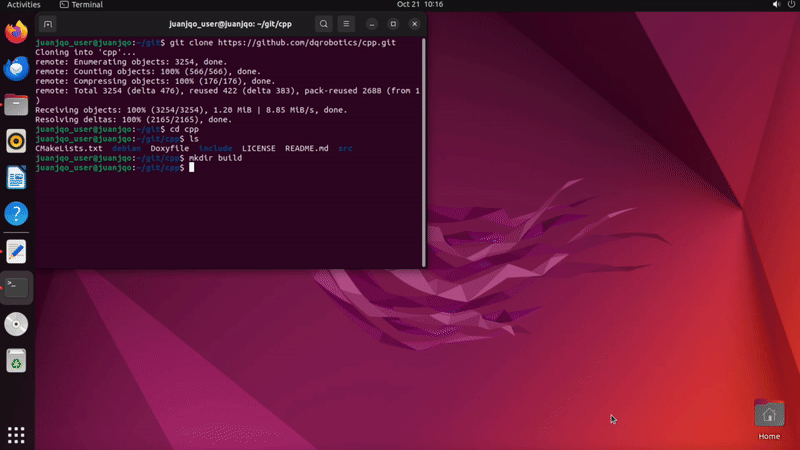 Activities
Terminal
Oct 21 10:16
juanjqo_user@juanjqo: ~/git/cpp
juanjqo_user@juanjqo:~/git$ git clone https://github.com/dqrobotics/cpp.git
Cloning into 'cpp'...
remote: Enumerating objects: 3254, done.
remote: Counting objects: 100% (566/566), done.
remote: Compressing objects: 100% (176/176), done.
remote: Total 3254 (delta 476), reused 422 (delta 383), pack-reused 2688 (from 1
)
Receiving objects: 100% (3254/3254), 1.20 MiB | 8.85 MiB/s, done.
Resolving deltas: 100% (2165/2165), done.
juanjqo_user@juanjqo:~/git$ cd cpp
juanjqo_user@juanjqo:~/git/cpp$ ls
CMakeLists.txt debian Doxyfile include LICENSE README.md src
juanjqo_user@juanjqo:~/git/cpp$ mkdir build
juanjqo_user@juanjqo:~/git/cpp$
Home